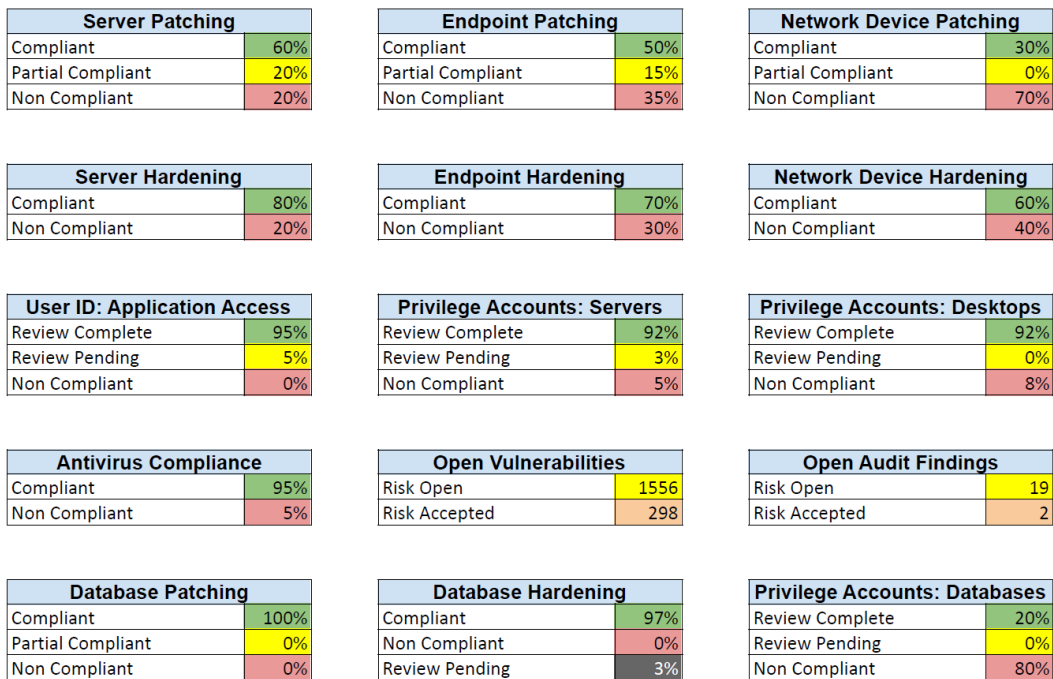 Server Patching
Compliant 60%
Partial Compliant 20%
Non Compliant 20%
Endpoint Patching
Compliant 50%
Partial Compliant 15%
Non Compliant 35%
Network Device Patching
Compliant 30%
Partial Compliant 0%
Non Compliant 70%
Server Hardening
Compliant 80%
Non Compliant 20%
Endpoint Hardening
Compliant 70%
Non Compliant 30%
Network Device Hardening
Compliant 60%
Non Compliant 40%
User ID: Application Access
Review Complete 95%
Review Pending 5%
Non Compliant 0%
Privilege Accounts: Servers
Review Complete 92%
Review Pending 3%
Non Compliant 5%
Privilege Accounts: Desktops
Review Complete 92%
Review Pending 0%
Non Compliant 8%
Antivirus Compliance
Compliant 95%
Non Compliant 5%
Open Vulnerabilities
Risk Open 1556
Risk Accepted 298
Open Audit Findings
Risk Open 19
Risk Accepted 2
Database Patching
Compliant 100%
Partial Compliant 0%
Non Compliant 0%
Database Hardening
Compliant 97%
Non Compliant 0%
Review Pending 3%
Privilege Accounts: Databases
Review Complete 20%
Review Pending 0%
Non Compliant 80%